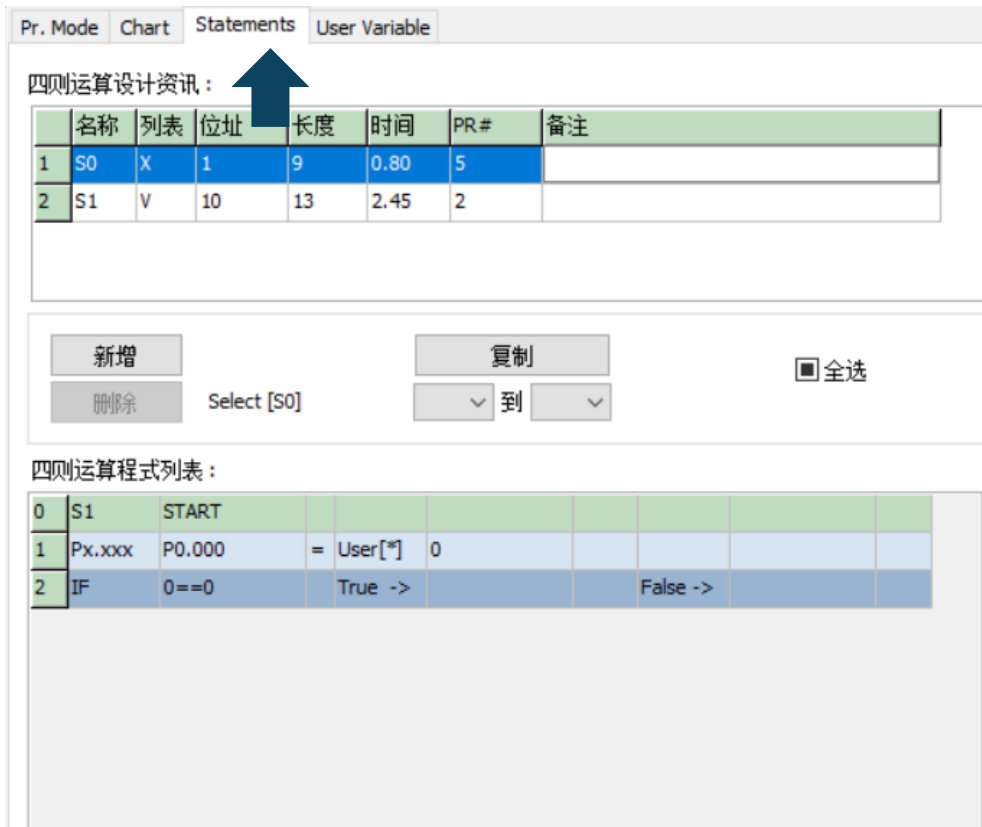 Pr. Mode Chart Statements User Variable
四则运算设计资讯：
名称 列表 位址 长度 时间 PR# 备注
1 S0 X 1 9 0.80 5
2 S1 V 10 13 2.45 2
新增 复制
全选
删除 Select [S0] 到
四则运算程式列表：
0 S1 START
1 Px.xxx P0.000 = User[*] 0
2 IF 0==0 True -> False ->